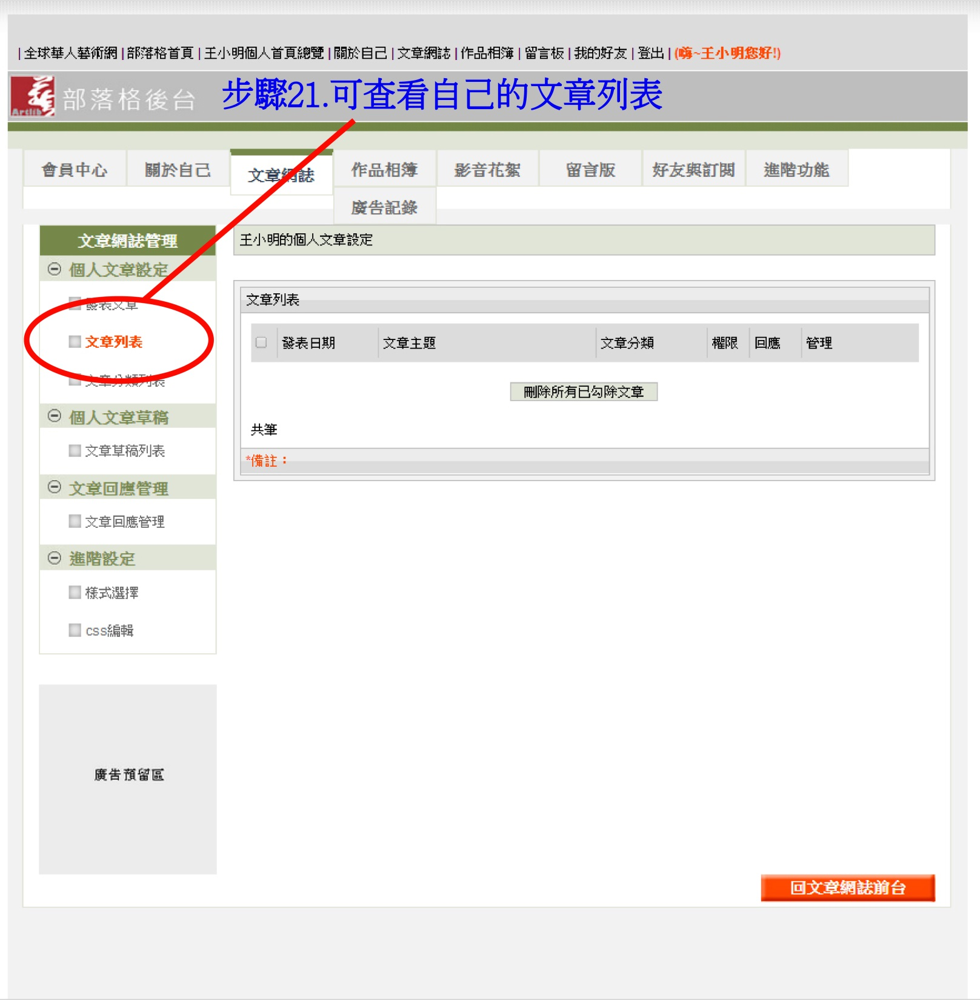 |全球華人藝術網|部落格首頁|王小明個人首頁總覽|關於自己|文章網誌|作品相簿|留言板|我的好友|登出|(嗨~王小明您好!)
Artlib 部落格後台 步驟21.可查看自己的文章列表
會員中心 關於自己 文章網誌 作品相簿 影音花絮 留言版 好友與訂閱 進階功能
廣告記錄
文章網誌管理
王小明的個人文章設定
個人文章設定
發表文章
文章列表
文章分類列表
個人文章草稿
文章草稿列表
文章回應管理
文章回應管理
進階設定
樣式選擇
css編輯
文章列表
發表日期 文章主題 文章分類 權限 回應 管理
刪除所有已勾除文章
共筆
*備註：
廣告預留區
回文章網誌前台